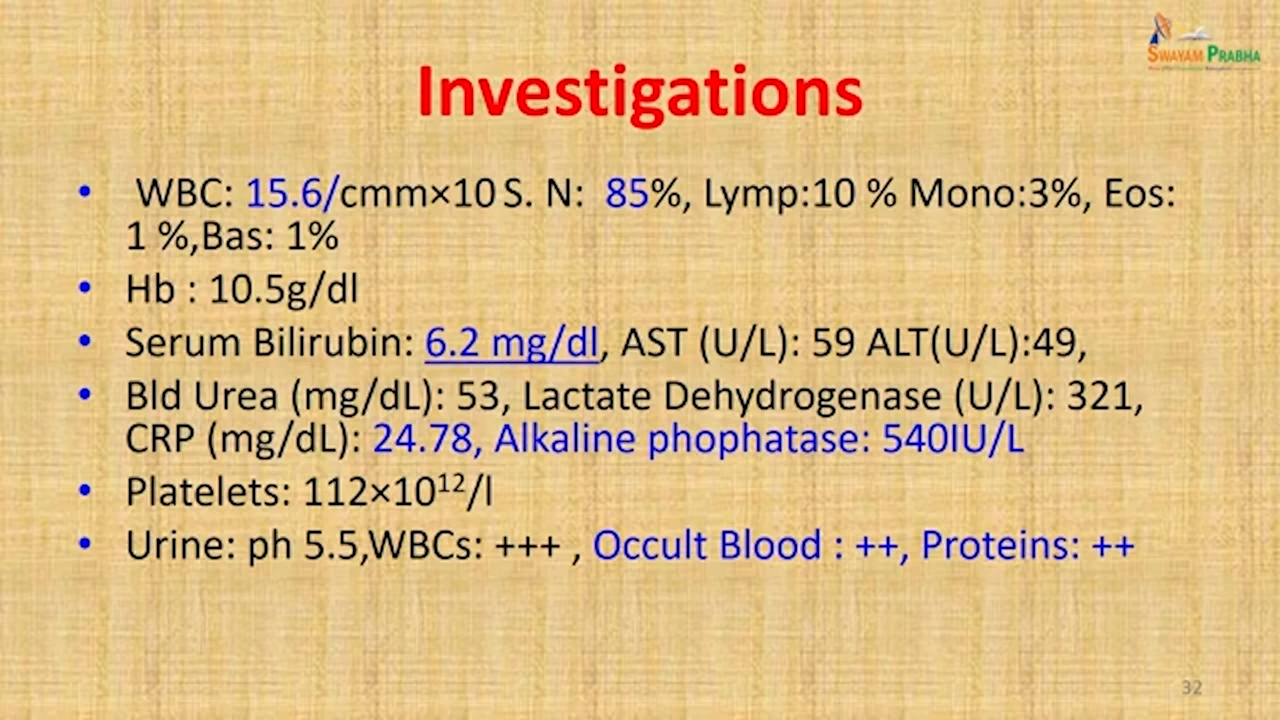 SWAYAM PRABHA
Investigations
• WBC: 15.6/cmm×10 S. N: 85%, Lymp:10 % Mono:3%, Eos:
1 %,Bas: 1%
• Hb : 10.5g/dl
• Serum Bilirubin: 6.2 mg/dl, AST (U/L): 59 ALT(U/L):49,
• Bld Urea (mg/dL): 53, Lactate Dehydrogenase (U/L): 321,
CRP (mg/dL): 24.78, Alkaline phophatase: 540IU/L
• Platelets: 112×10¹²/l
• Urine: ph 5.5,WBCs: +++ , Occult Blood : ++, Proteins: ++
32